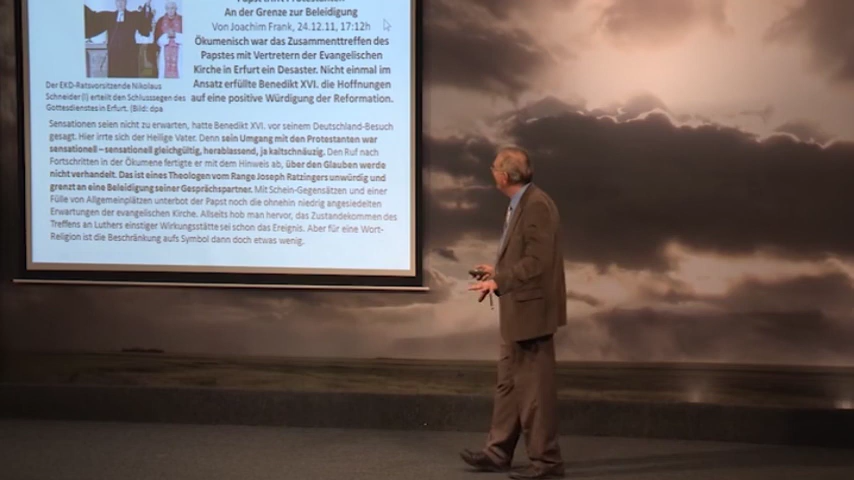 Papst trifft Protestanten
An der Grenze zur Beleidigung
Von Joachim Frank, 24.12.11, 17:12h
Ökumenisch war das Zusammenttreffen des
Papstes mit Vertretern der Evangelischen
Kirche in Erfurt ein Desaster. Nicht einmal im
Ansatz erfüllte Benedikt XVI. die Hoffnungen
auf eine positive Würdigung der Reformation.
Der EKD-Ratsvorsitzende Nikolaus
Schneider (l) erteilt den Schlusssegen des
Gottesdienstes in Erfurt. (Bild: dpa
Sensationen seien nicht zu erwarten, hatte Benedikt XVI. vor seinem Deutschland-Besuch
gesagt. Hier irrte sich der Heilige Vater. Denn sein Umgang mit den Protestanten war
sensationell – sensationell gleichgültig, herablassend, ja kaltschnäuzig. Den Ruf nach
Fortschritten in der Ökumene fertigte er mit dem Hinweis ab, über den Glauben werde
nicht verhandelt. Das ist eines Theologen vom Range Joseph Ratzingers unwürdig und
grenzt an eine Beleidigung seiner Gesprächspartner. Mit Schein-Gegensätzen und einer
Fülle von Allgemeinplätzen unterbot der Papst noch die ohnehin niedrig angesiedelten
Erwartungen der evangelischen Kirche. Allseits hob man hervor, das Zustandekommen des
Treffens an Luthers einstiger Wirkungsstätte sei schon das Ereignis. Aber für eine Wort-
Religion ist die Beschränkung aufs Symbol dann doch etwas wenig.